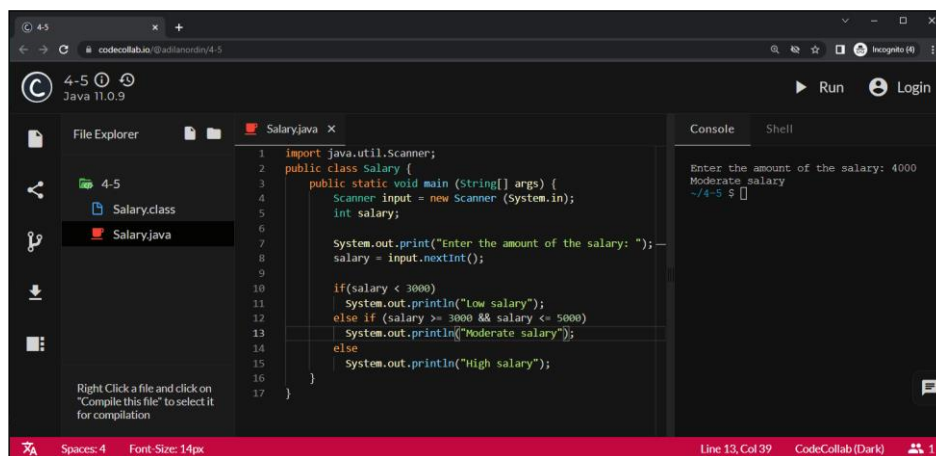 4-5
codecollab.io/@adilanordin/4-5
Incognito (4)
4-5
Java 11.0.9
Run
Login
File Explorer
4-5
Salary.class
Salary.java
Right Click a file and click on
"Compile this file" to select it
for compilation
Salary.java
1 import java.util.Scanner;
2 public class Salary {
3 public static void main (String[] args) {
4 Scanner input = new Scanner (System.in);
5 int salary;
6
7 System.out.print("Enter the amount of the salary: ");
8 salary = input.nextInt();
9
10 if(salary < 3000)
11 System.out.println("Low salary");
12 else if (salary >= 3000 && salary <= 5000)
13 System.out.println("Moderate salary");
14 else
15 System.out.println("High salary");
16 }
17 }
Console Shell
Enter the amount of the salary: 4000
Moderate salary
~/4-5 $
Spaces: 4 Font-Size: 14px
Line 13, Col 39 CodeCollab (Dark) 1